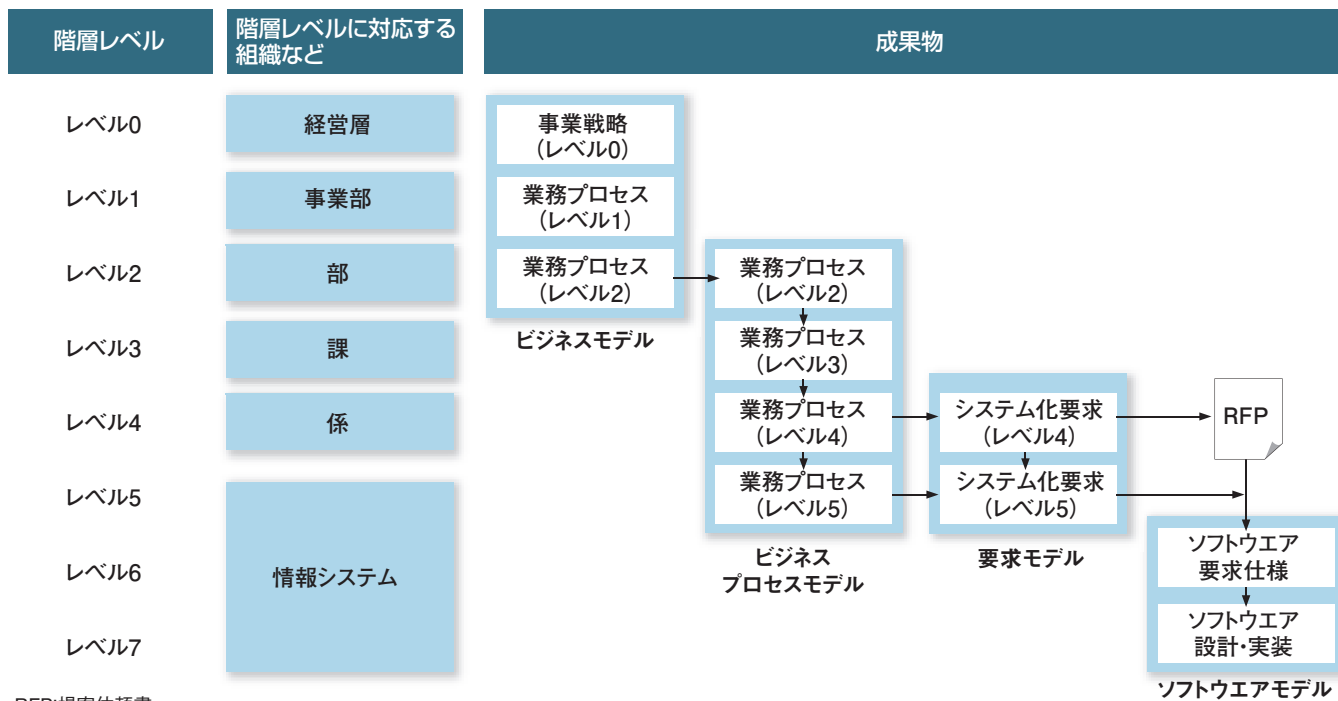 階層レベル
階層レベルに対応する
組織など
成果物
レベル0
経営層
事業戦略
(レベル0)
レベル1
事業部
業務プロセス
(レベル1)
レベル2
部
業務プロセス
(レベル2)
業務プロセス
(レベル2)
ビジネスモデル
レベル3
課
業務プロセス
(レベル3)
レベル4
係
業務プロセス
(レベル4)
システム化要求
(レベル4)
RFP
レベル5
業務プロセス
(レベル5)
システム化要求
(レベル5)
ビジネス
プロセスモデル
要求モデル
レベル6
情報システム
ソフトウエア
要求仕様
レベル7
ソフトウエア
設計・実装
ソフトウエアモデル